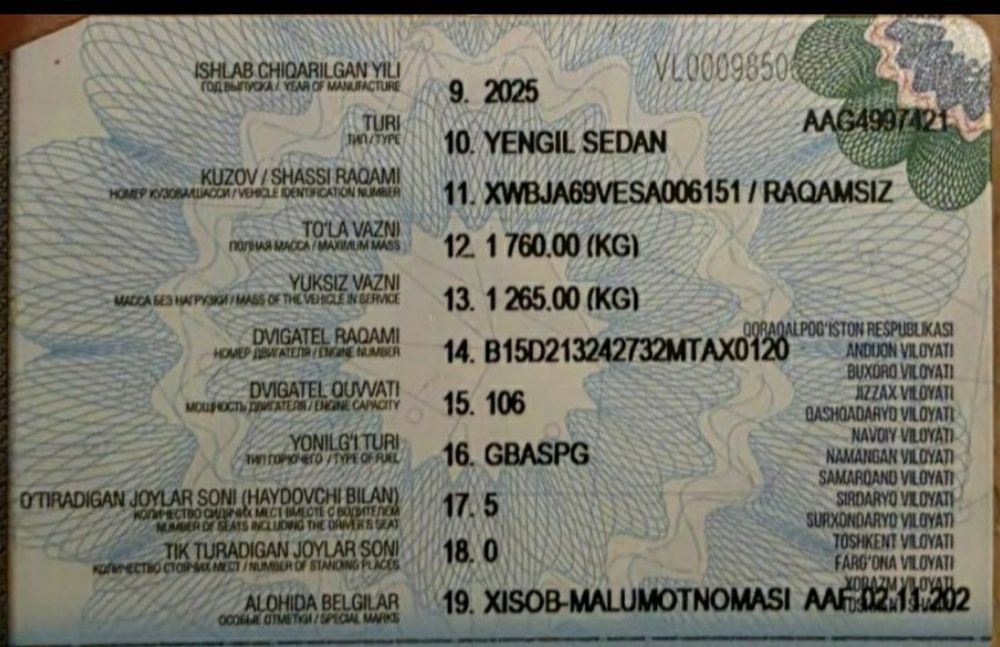 VL0009850
ISHLAB CHIQARILGAN YILI
ГОД ВЫПУСКА / YEAR OF MANUFACTURE
9. 2025
AAG4997421
TURI
ТИП / TYPE
10. YENGIL SEDAN
KUZOV / SHASSI RAQAMI
НОМЕР КУЗОВА/ШАССИ / VEHICLE IDENTIFICATION NUMBER
11. XWBJA69VESA006151 / RAQAMSIZ
TO'LA VAZNI
ПОЛНАЯ МАССА / MAXIMUM MASS
12. 1 760.00 (KG)
YUKSIZ VAZNI
МАССА БЕЗ НАГРУЗКИ / MASS OF THE VEHICLE IN SERVICE
13. 1 265.00 (KG)
DVIGATEL RAQAMI
НОМЕР ДВИГАТЕЛЯ / ENGINE NUMBER
14. B15D213242732MTAX0120
DVIGATEL QUVVATI
МОЩНОСТЬ ДВИГАТЕЛЯ / ENGINE CAPACITY
15. 106
YONILG'I TURI
ТИП ГОРЮЧЕГО / TYPE OF FUEL
16. GBASPG
O'TIRADIGAN JOYLAR SONI (HAYDOVCHI BILAN)
КОЛИЧЕСТВО СИДЯЧИХ МЕСТ ВМЕСТЕ С ВОДИТЕЛЕМ
NUMBER OF SEATS INCLUDING THE DRIVER'S SEAT
17. 5
TIK TURADIGAN JOYLAR SONI
КОЛИЧЕСТВО СТОЯЧИХ МЕСТ / NUMBER OF STANDING PLACES
18. 0
ALOHIDA BELGILAR
ОСОБЫЕ ОТМЕТКИ / SPECIAL MARKS
19. XISOB-MALUMOTNOMASI AAF 02.11.202
QORAQALPOG'ISTON RESPUBLIKASI
ANDIJON VILOYATI
BUXORO VILOYATI
JIZZAX VILOYATI
QASHQADARYO VILOYATI
NAVOIY VILOYATI
NAMANGAN VILOYATI
SAMARQAND VILOYATI
SIRDARYO VILOYATI
SURXONDARYO VILOYATI
TOSHKENT VILOYATI
FARG'ONA VILOYATI
XORAZM VILOYATI